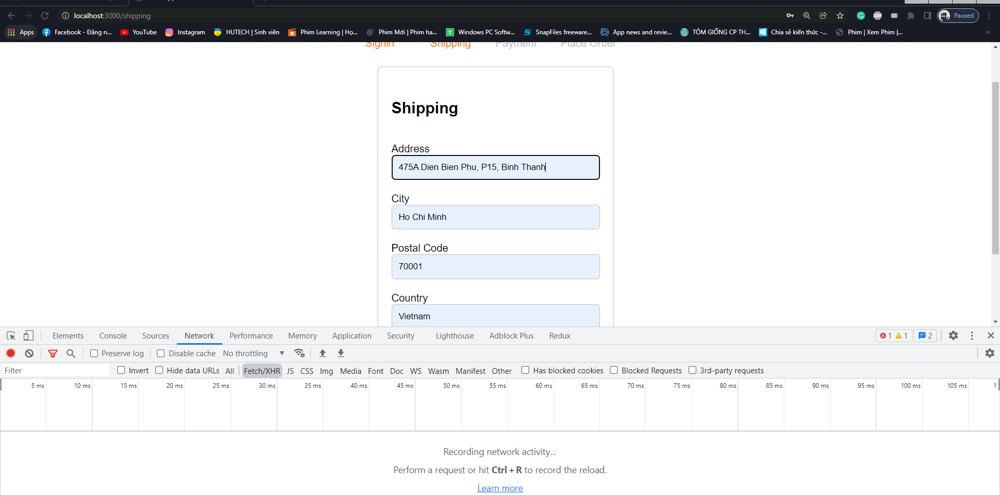 localhost:3000/shipping
Paused
Apps
Facebook - Đăng n...
YouTube
Instagram
HUTECH | Sinh viên
Phim Learning | Họ...
Phim Mới | Phim ha...
Windows PC Softw...
SnapFiles freeware...
App news and revie...
TÔM GIỐNG CP TH...
Chia sẻ kiến thức -...
Phim | Xem Phim |...
»
Signin Shipping Payment Place Order
Shipping
Address
475A Dien Bien Phu, P15, Binh Thanh
City
Ho Chi Minh
Postal Code
70001
Country
Vietnam
Elements Console Sources Network Performance Memory Application Security Lighthouse Adblock Plus Redux 1 1 2
Preserve log Disable cache No throttling
Filter Invert Hide data URLs All Fetch/XHR JS CSS Img Media Font Doc WS Wasm Manifest Other Has blocked cookies Blocked Requests 3rd-party requests
5 ms 10 ms 15 ms 20 ms 25 ms 30 ms 35 ms 40 ms 45 ms 50 ms 55 ms 60 ms 65 ms 70 ms 75 ms 80 ms 85 ms 90 ms 95 ms 100 ms 105 ms
Recording network activity...
Perform a request or hit Ctrl + R to record the reload.
Learn more